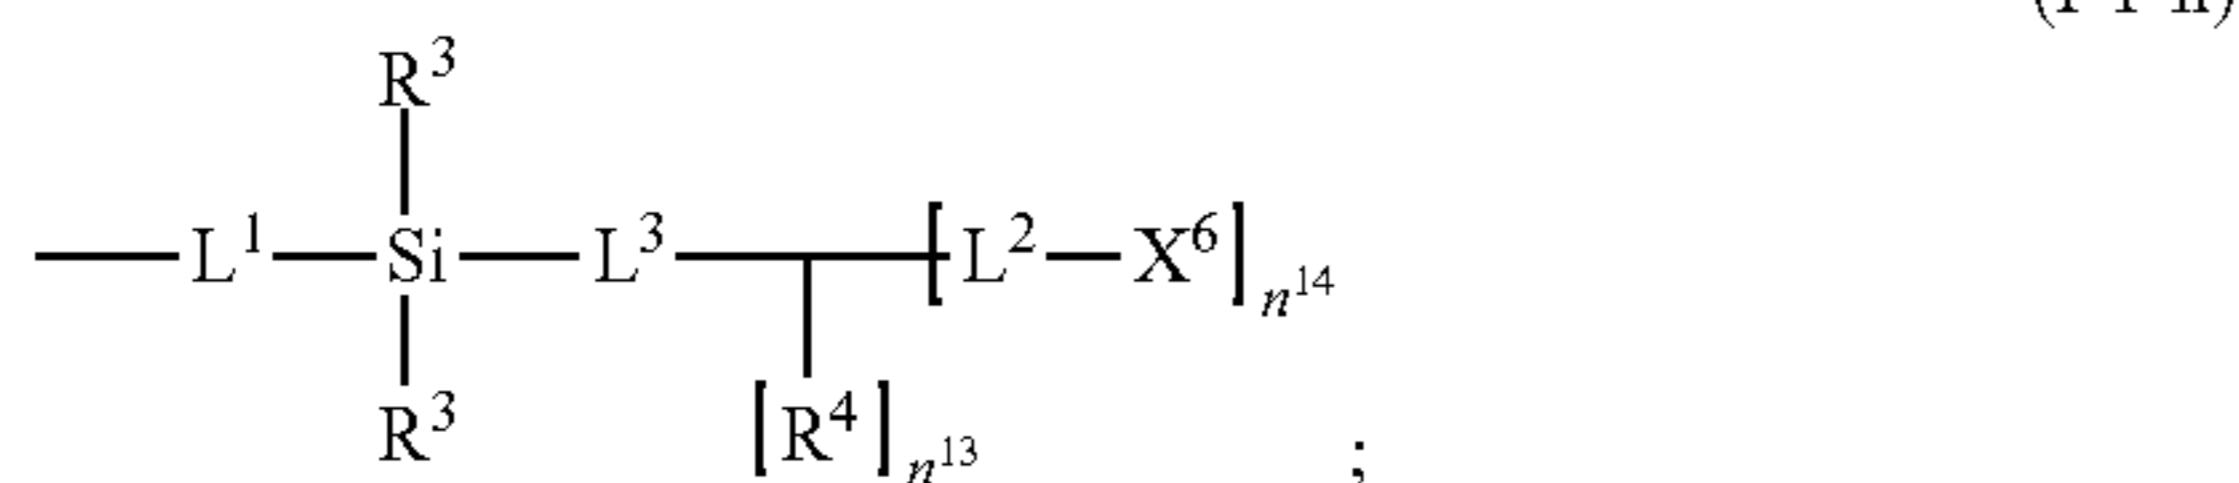 R³
L¹ Si L³ [L²—X⁶]n¹⁴
R³ [R⁴]n¹³ ;